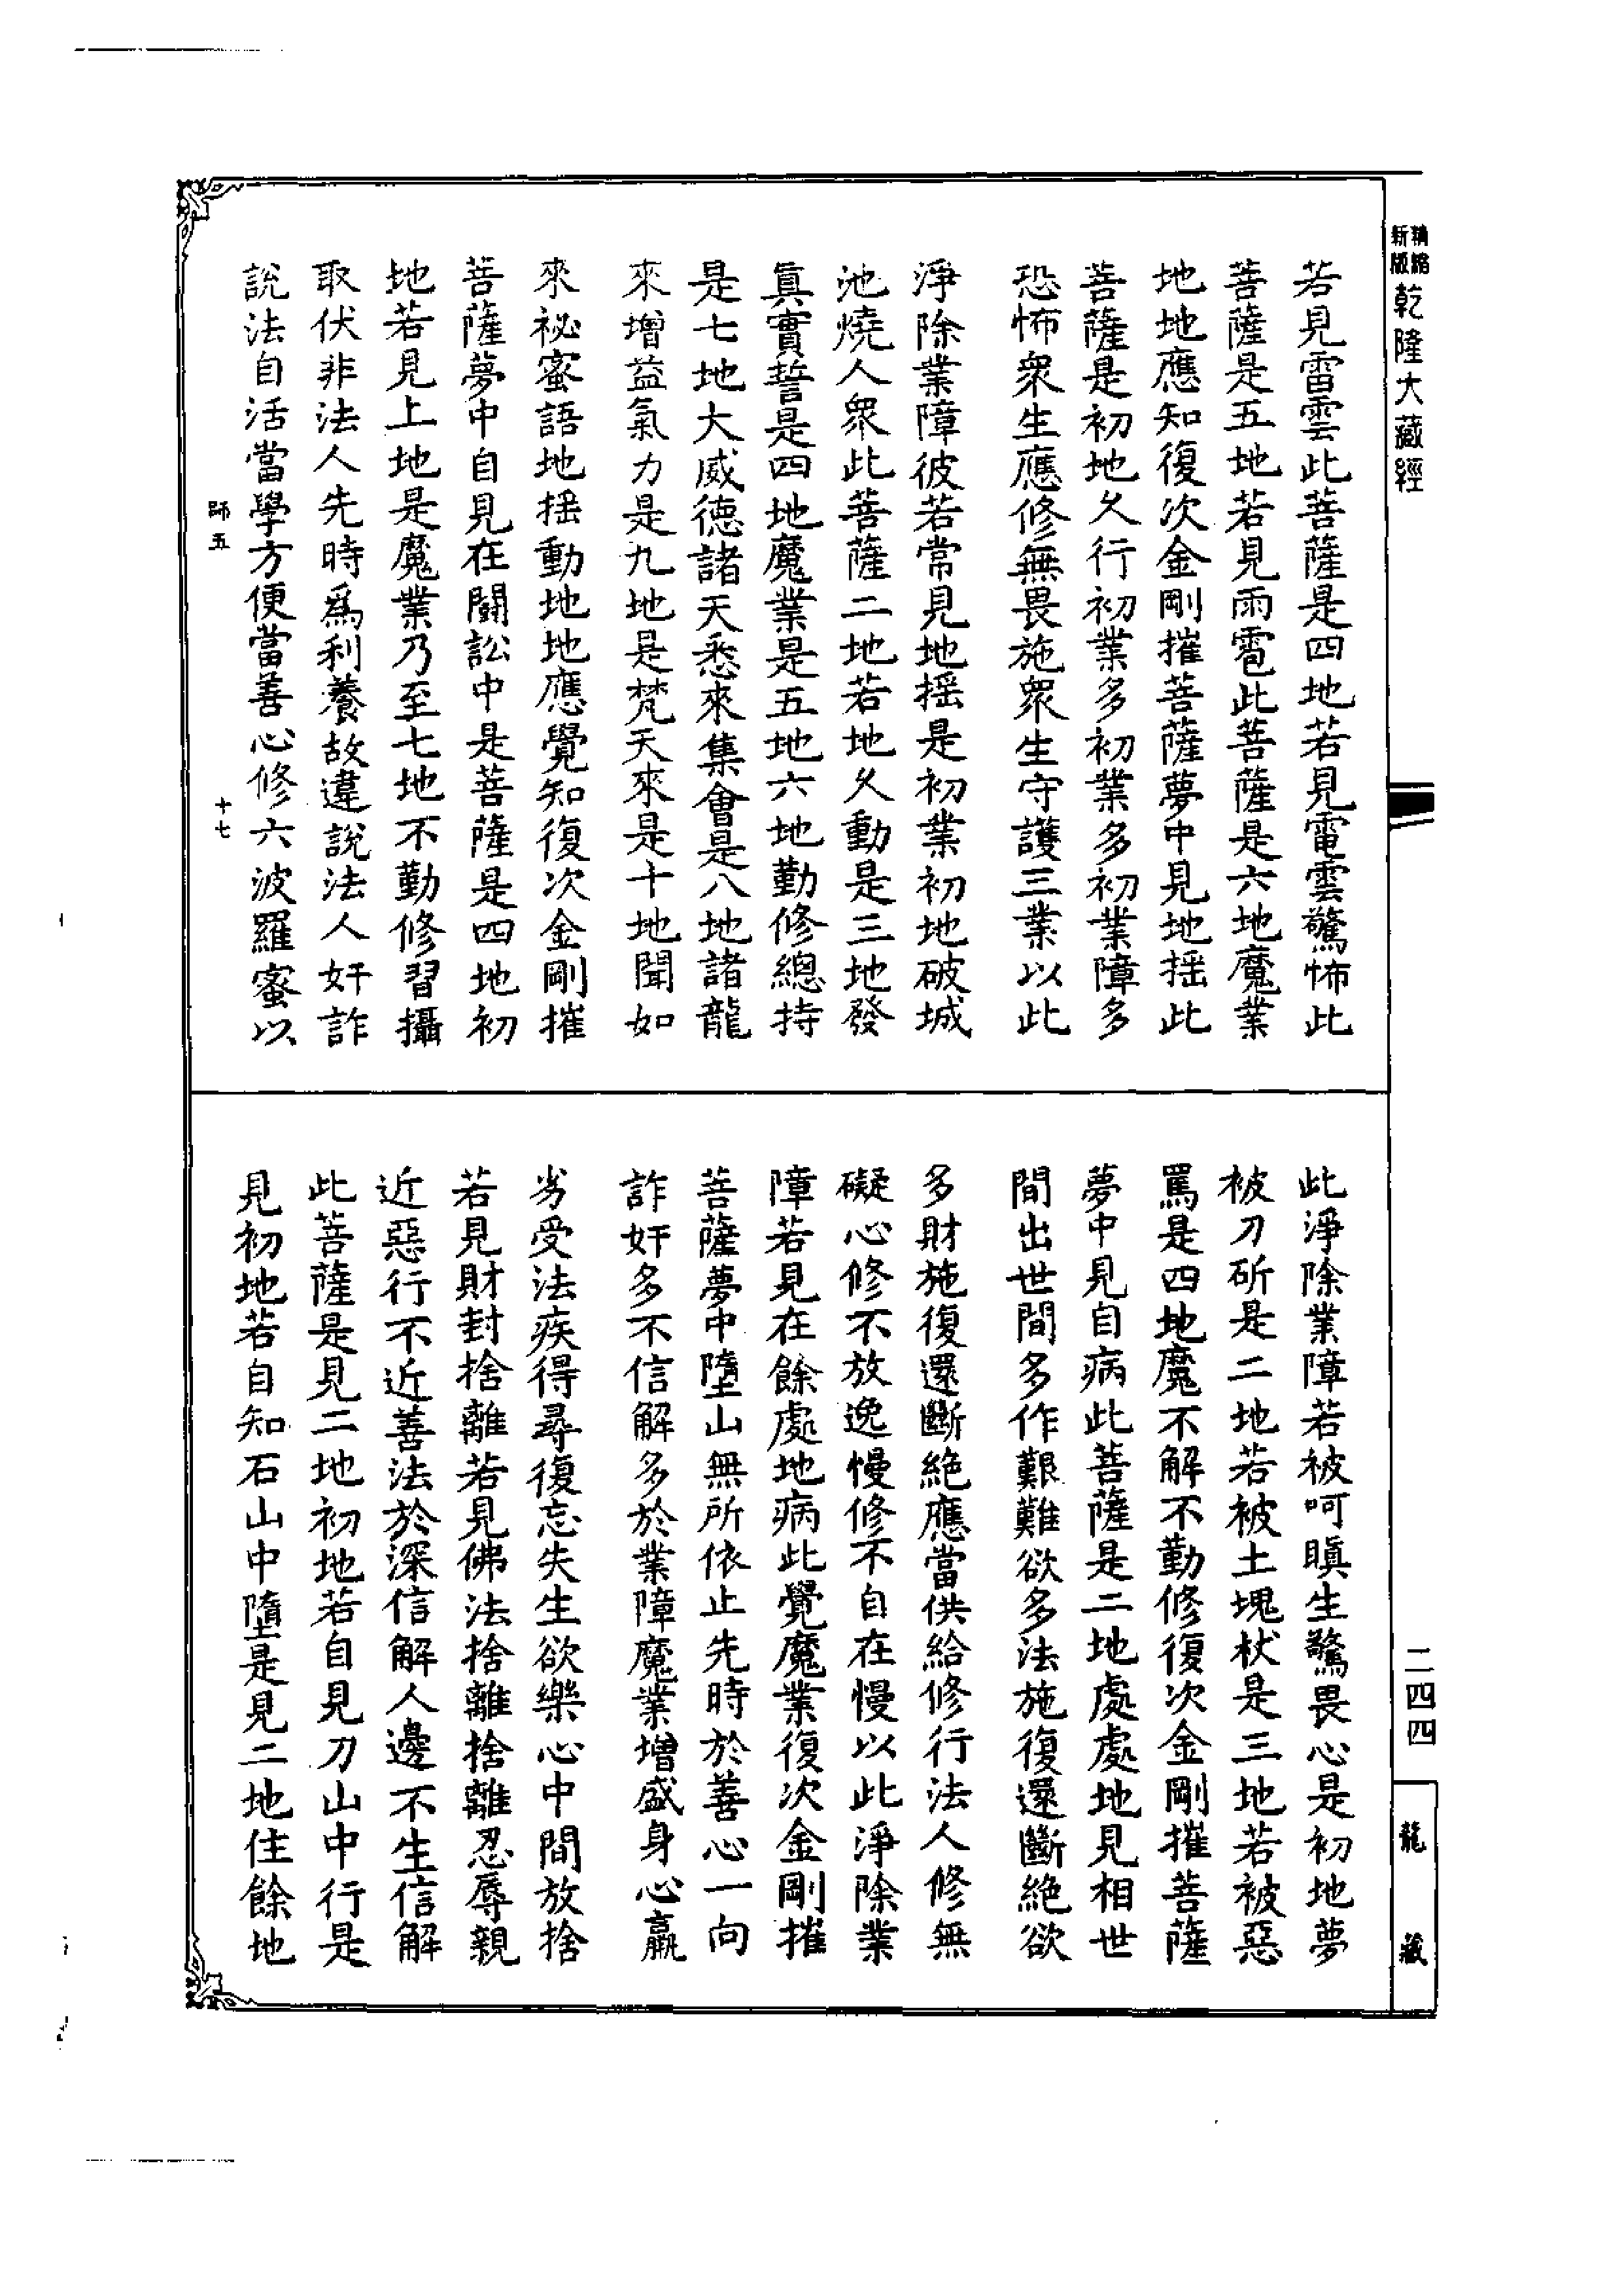 新版
精縮
乾隆大藏經
若見雷雲此菩薩是四地若見電雲驚怖此
菩薩是五地若見雨雹此菩薩是六地魔業
地地應知復次金剛摧菩薩夢中見地揺此
菩薩是初地久行初業多初業多初業障多
恐怖衆生應修無畏施衆生守護三業以此
淨除業障彼若常見地揺是初業初地破城
池燒人衆此菩薩二地若地久動是三地發
眞實誓是四地魔業是五地六地勤修總持
是七地大威德諸天悉來集會是八地諸龍
來增益氣力是九地是梵天來是十地聞如
來祕蜜語地揺動地地應覺知復次金剛摧
菩薩夢中自見在鬪訟中是菩薩是四地初
地若見上地是魔業乃至七地不勤修習攝
取伏非法人先時爲利養故違說法人奸詐
說法自活當學方便當善心修六波羅蜜以
師五
十七
此淨除業障若被呵瞋生驚畏心是初地夢
被刀斫是二地若被土塊杖是三地若被惡
罵是四地魔不解不勤修復次金剛摧菩薩
夢中見自病此菩薩是二地處處地見相世
間出世間多作艱難欲多法施復還斷絶欲
多財施復還斷絶應當供給修行法人修無
礙心修不放逸慢修不自在慢以此淨除業
障若見在餘處地病此覺魔業復次金剛摧
菩薩夢中墮山無所依止先時於善心一向
詐奸多不信解多於業障魔業增盛身心羸
劣受法疾得尋復忘失生欲樂心中間放捨
若見財封捨離若見佛法捨離捨離忍辱親
近惡行不近善法於深信解人邊不生信解
此菩薩是見二地初地若自見刀山中行是
見初地若自知石山中墮是見二地住餘地
二四四
龍藏